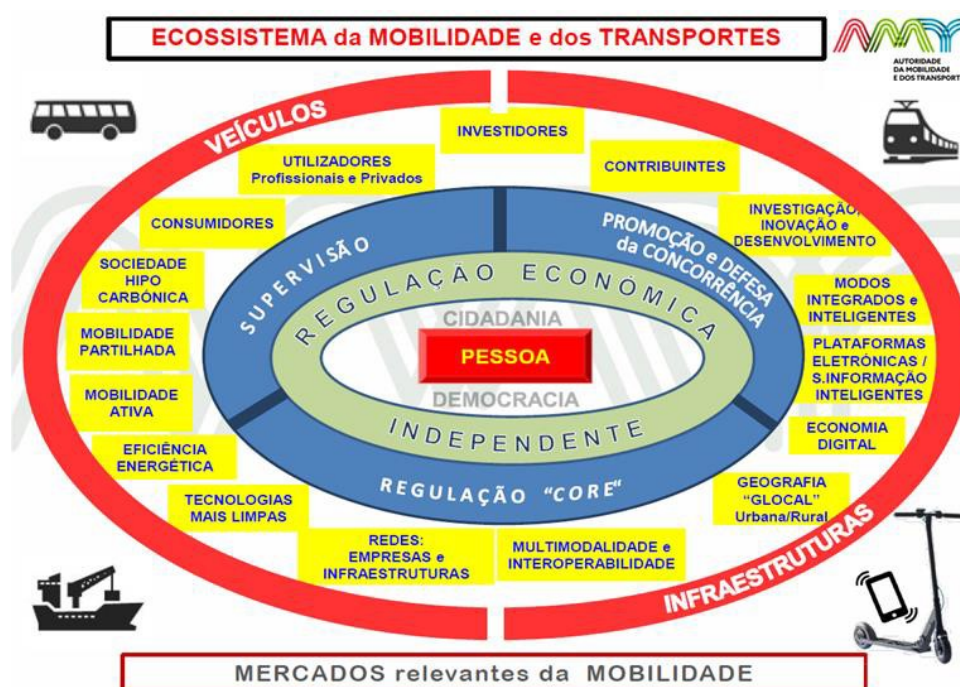 ECOSSISTEMA da MOBILIDADE e dos TRANSPORTES
AMT
AUTORIDADE
DA MOBILIDADE
E DOS TRANSPORT
VEÍCULOS
INVESTIDORES
UTILIZADORES
Profissionais e Privados
CONTRIBUINTES
CONSUMIDORES
INVESTIGAÇÃO,
INOVAÇÃO e
DESENVOLVIMENTO
SOCIEDADE
HIPO
CARBÓNICA
MODOS
INTEGRADOS e
INTELIGENTES
MOBILIDADE
PARTILHADA
PLATAFORMAS
ELETRÓNICAS /
S.INFORMAÇÃO
INTELIGENTES
MOBILIDADE
ATIVA
ECONOMIA
DIGITAL
EFICIÊNCIA
ENERGÉTICA
GEOGRAFIA
“GLOCAL”
Urbana/Rural
TECNOLOGIAS
MAIS LIMPAS
REDES:
EMPRESAS e
INFRAESTRUTURAS
MULTIMODALIDADE e
INTEROPERABILIDADE
INFRAESTRUTURAS
SUPERVISÃO
PROMOÇÃO e DEFESA
da CONCORRÊNCIA
REGULAÇÃO “CORE“
REGULAÇÃO ECONÓMICA
INDEPENDENTE
CIDADANIA
PESSOA
DEMOCRACIA
MERCADOS relevantes da MOBILIDADE